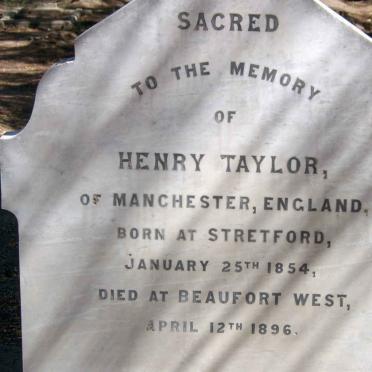 SACRED
TO THE MEMORY
OF
HENRY TAYLOR,
OF MANCHESTER, ENGLAND,
BORN AT STRETFORD,
JANUARY 25TH 1854,
DIED AT BEAUFORT WEST,
APRIL 12TH 1896.